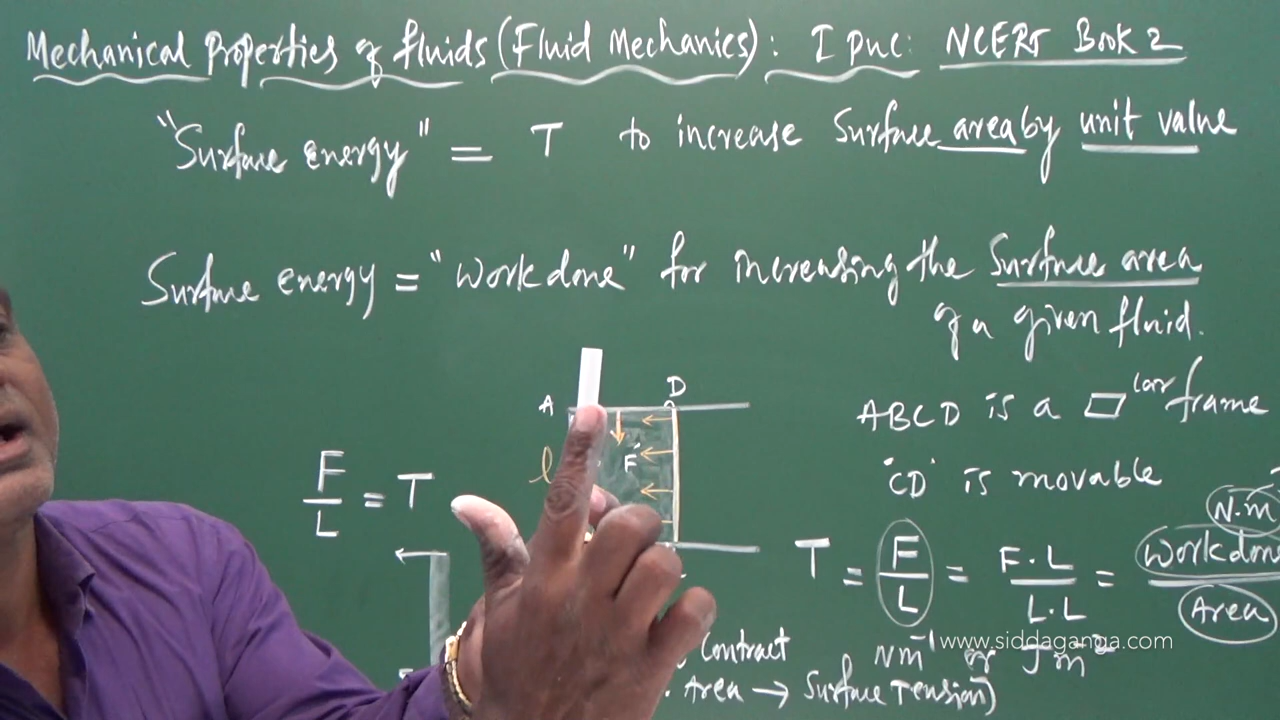 Mechanical Properties of fluids (Fluid Mechanics): I PUC: NCERT Book 2
"Surface energy" = T to increase Surface area by unit value
Surface energy = "Work done" for increasing the Surface area
of a given fluid.
A D
ABCD is a ▭ lar frame
l F
'CD' is movable
F/L = T
N.m
T = F/L = F·L/L·L = Work done/Area
www.siddaganga.com
Contract Nm⁻¹ or Jm⁻²
Area → Surface Tension)